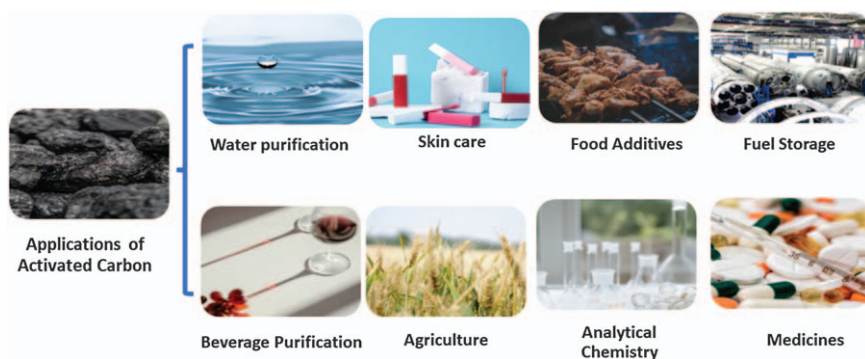 Water purification
Skin care
Food Additives
Fuel Storage
Applications of
Activated Carbon
Beverage Purification
Agriculture
Analytical
Chemistry
Medicines